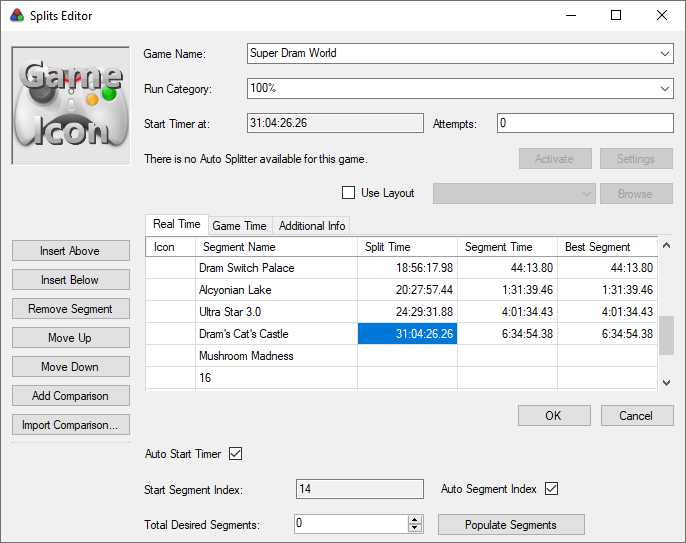 Splits Editor
Game Icon
Game Name: Super Dram World
Run Category: 100%
Start Timer at: 31:04:26.26 Attempts: 0
There is no Auto Splitter available for this game. Activate Settings
Use Layout Browse
Real Time Game Time Additional Info
Icon Segment Name Split Time Segment Time Best Segment
Dram Switch Palace 18:56:17.98 44:13.80 44:13.80
Alcyonian Lake 20:27:57.44 1:31:39.46 1:31:39.46
Ultra Star 3.0 24:29:31.88 4:01:34.43 4:01:34.43
Dram's Cat's Castle 31:04:26.26 6:34:54.38 6:34:54.38
Mushroom Madness
16
Insert Above
Insert Below
Remove Segment
Move Up
Move Down
Add Comparison
Import Comparison...
OK Cancel
Auto Start Timer
Start Segment Index: 14 Auto Segment Index
Total Desired Segments: 0 Populate Segments